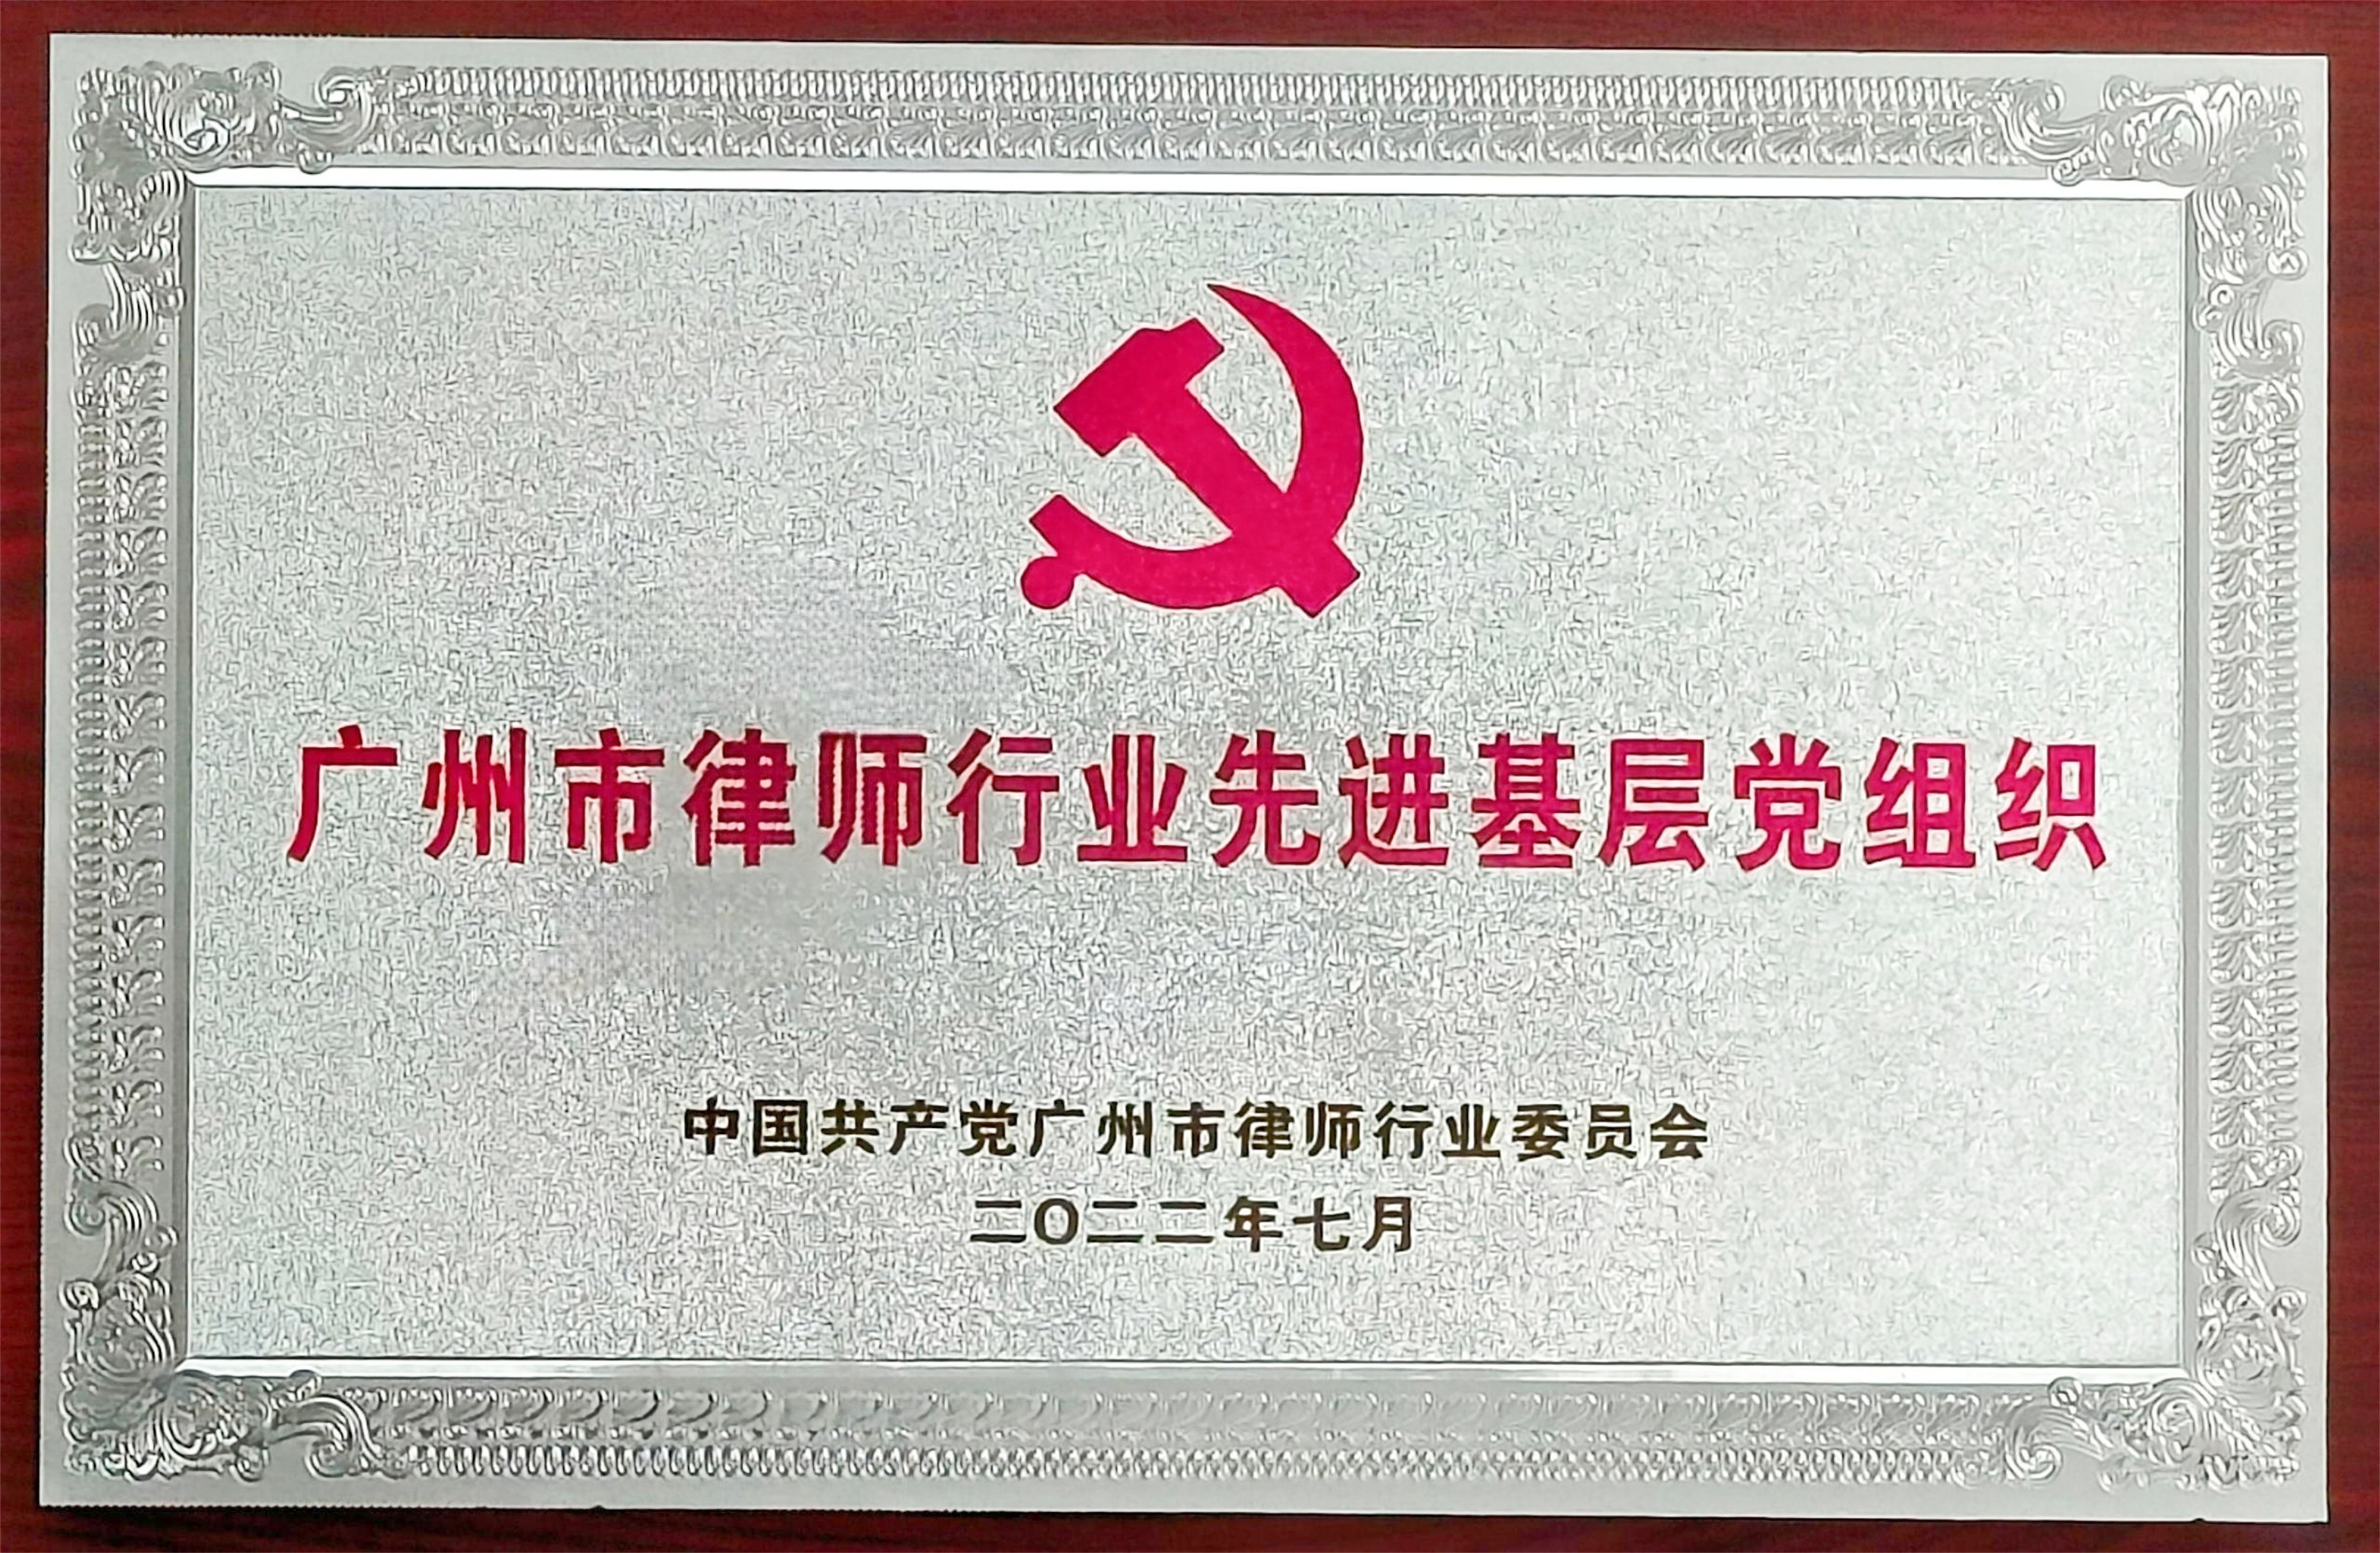 广州市律师行业先进基层党组织
中国共产党广州市律师行业委员会
二〇二二年七月